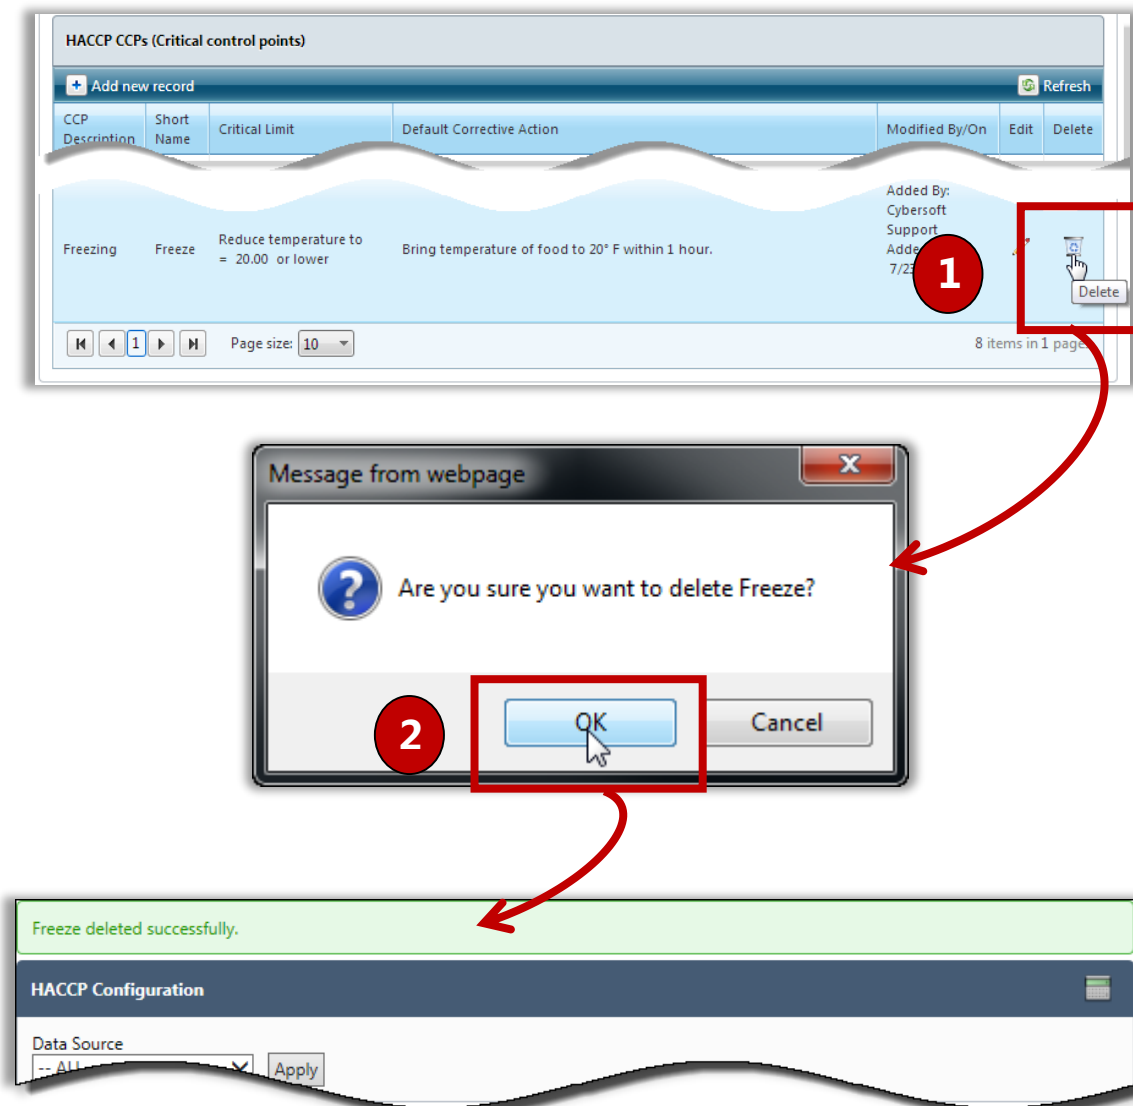 HACCP CCPs (Critical control points)
Add new record
Refresh
CCP Description
Short Name
Critical Limit
Default Corrective Action
Modified By/On
Edit
Delete
Added By:
Cybersoft
Support
Freezing
Freeze
Reduce temperature to
= 20.00 or lower
Bring temperature of food to 20° F within 1 hour.
1
Delete
1
Page size:
10
8 items in 1 page
Message from webpage
Are you sure you want to delete Freeze?
2
OK
Cancel
Freeze deleted successfully.
HACCP Configuration
Data Source
Apply